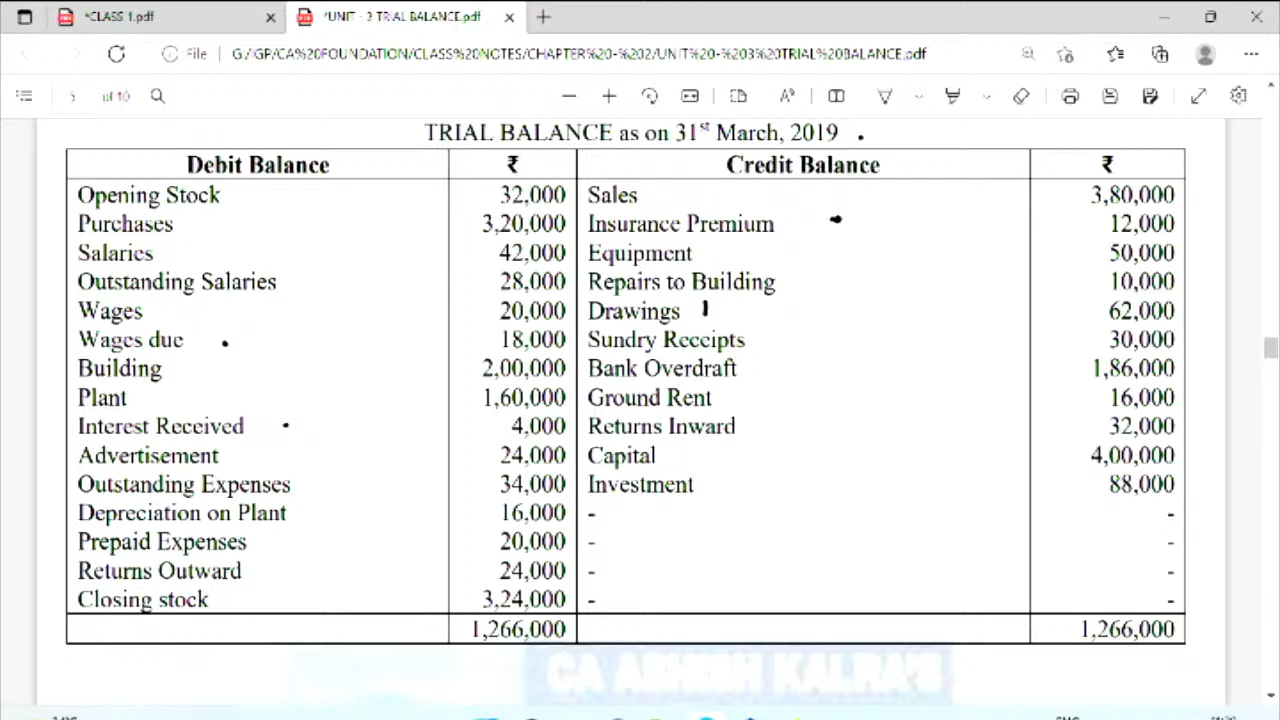 *CLASS 1.pdf
*UNIT - 3 TRIAL BALANCE.pdf
File
G:/GP/CA%20FOUNDATION/CLASS%20NOTES/CHAPTER%20-%202/UNIT%20-%203%20TRIAL%20BALANCE.pdf
5 of 10
TRIAL BALANCE as on 31st March, 2019
Debit Balance ₹ Credit Balance ₹
Opening Stock 32,000 Sales 3,80,000
Purchases 3,20,000 Insurance Premium 12,000
Salaries 42,000 Equipment 50,000
Outstanding Salaries 28,000 Repairs to Building 10,000
Wages 20,000 Drawings 62,000
Wages due 18,000 Sundry Receipts 30,000
Building 2,00,000 Bank Overdraft 1,86,000
Plant 1,60,000 Ground Rent 16,000
Interest Received 4,000 Returns Inward 32,000
Advertisement 24,000 Capital 4,00,000
Outstanding Expenses 34,000 Investment 88,000
Depreciation on Plant 16,000 - -
Prepaid Expenses 20,000 - -
Returns Outward 24,000 - -
Closing stock 3,24,000 - -
1,266,000 1,266,000
CA ASHISH KALRA'S